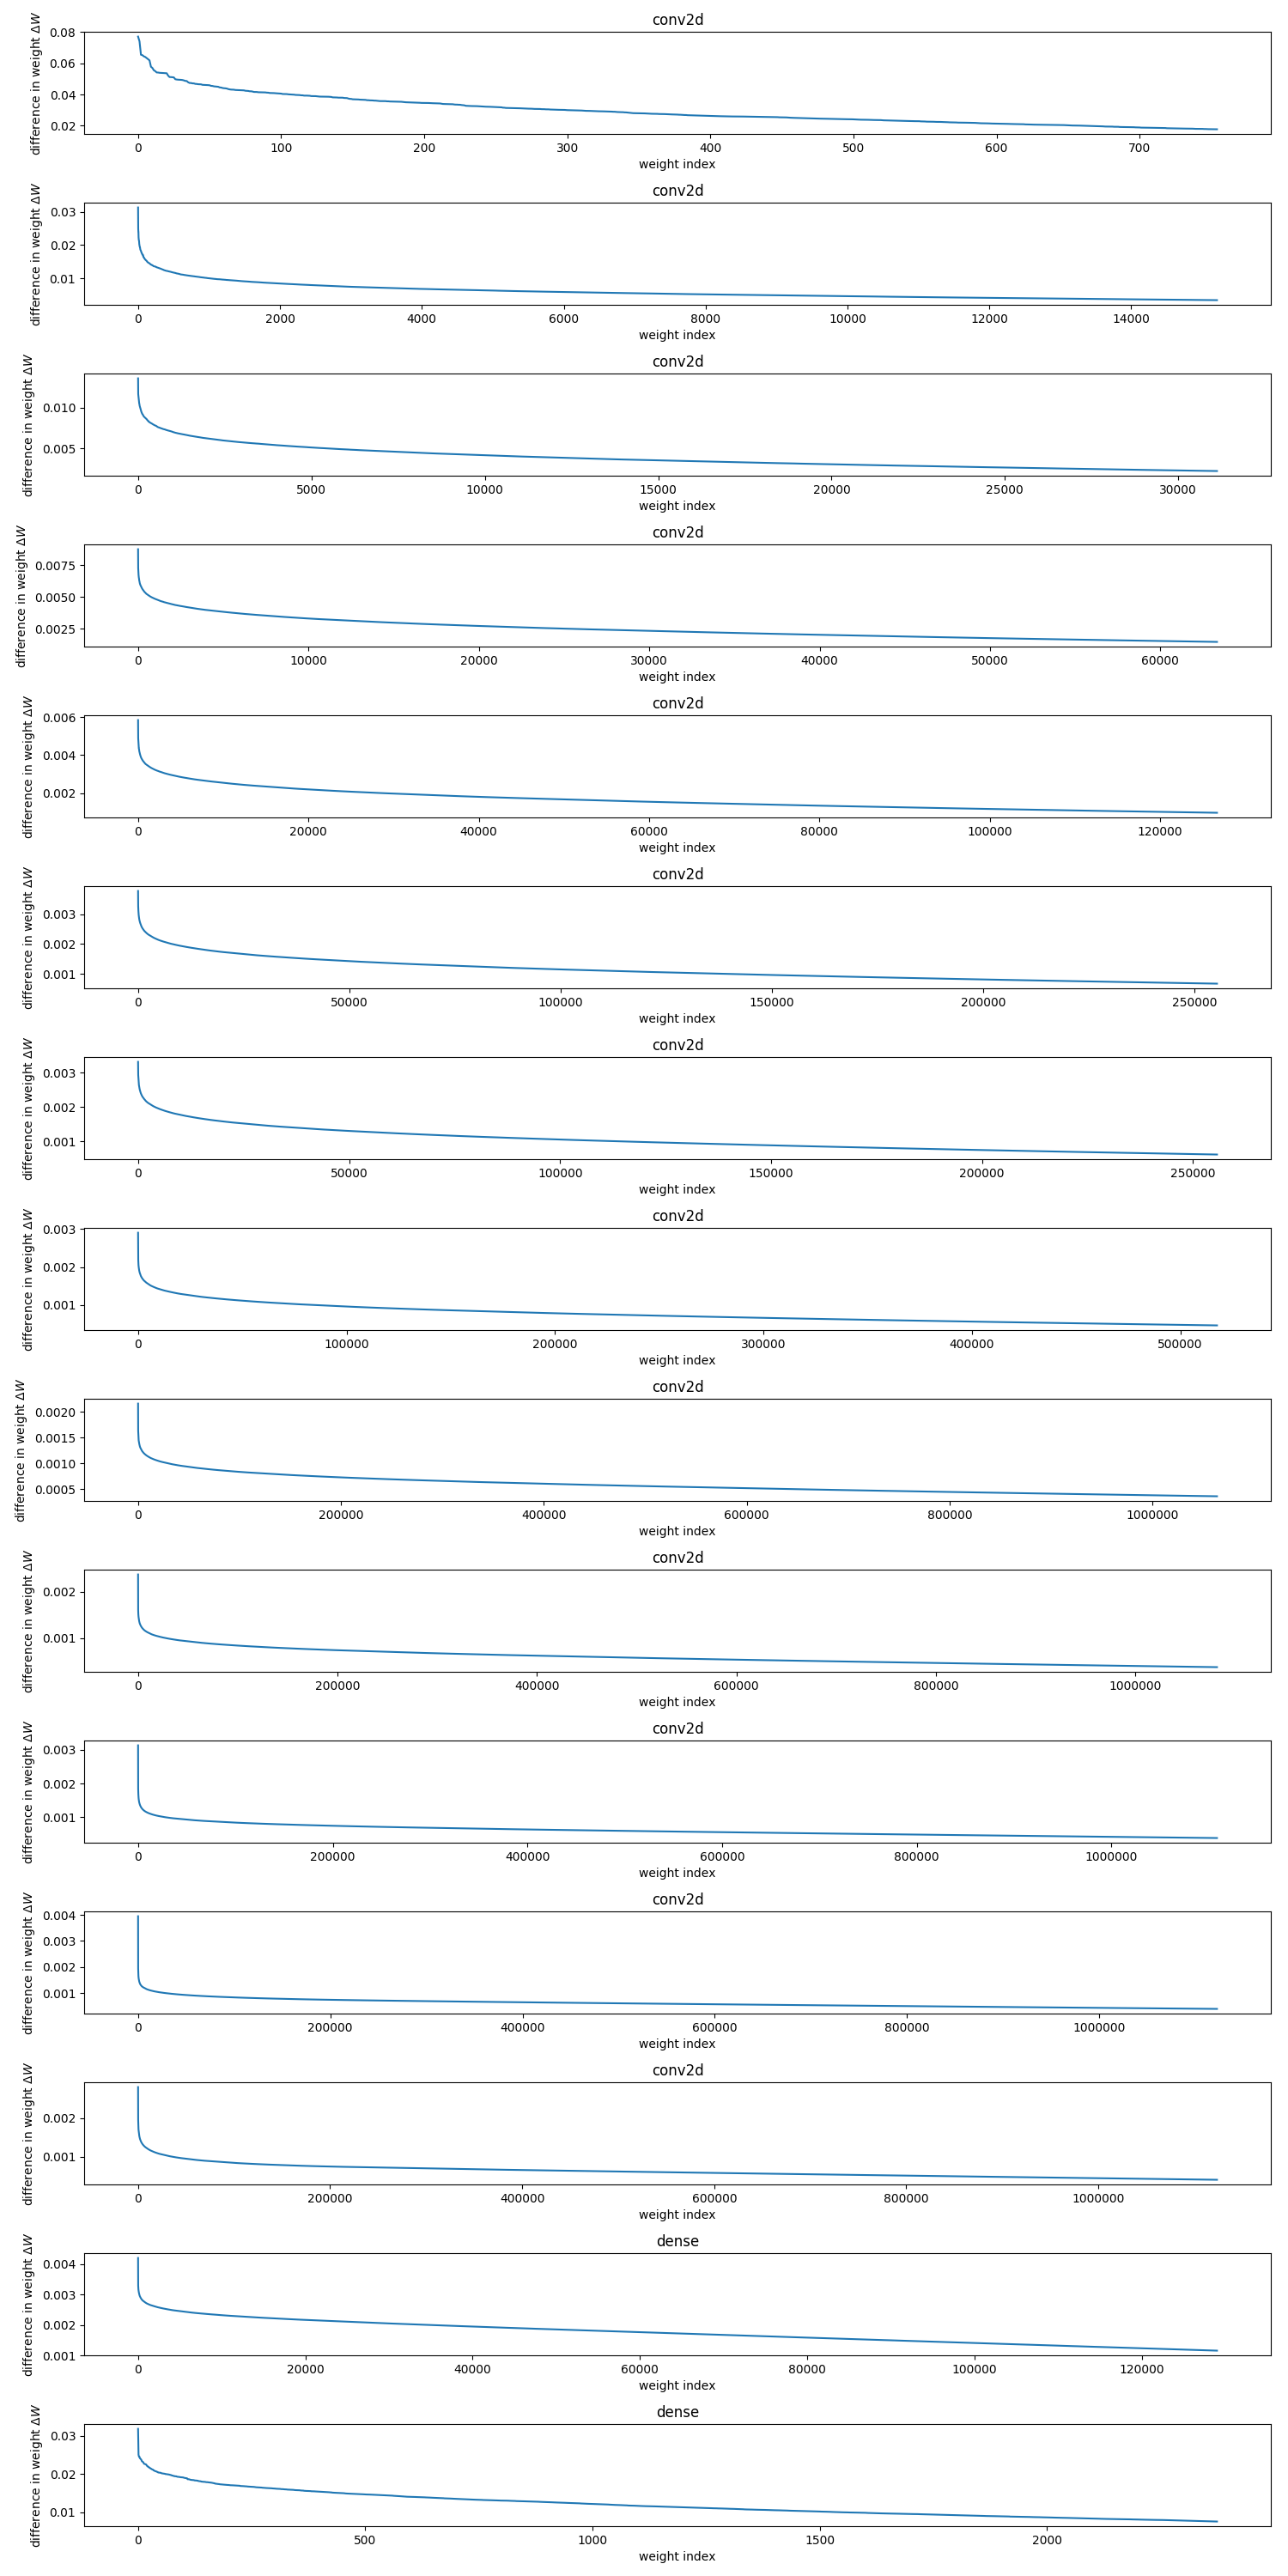 conv2d
difference in weight ΔW
0.08
0.06
0.04
0.02
0 100 200 300 400 500 600 700
weight index
conv2d
difference in weight ΔW
0.03
0.02
0.01
0 2000 4000 6000 8000 10000 12000 14000
weight index
conv2d
difference in weight ΔW
0.010
0.005
0 5000 10000 15000 20000 25000 30000
weight index
conv2d
difference in weight ΔW
0.0075
0.0050
0.0025
0 10000 20000 30000 40000 50000 60000
weight index
conv2d
difference in weight ΔW
0.006
0.004
0.002
0 20000 40000 60000 80000 100000 120000
weight index
conv2d
difference in weight ΔW
0.003
0.002
0.001
0 50000 100000 150000 200000 250000
weight index
conv2d
difference in weight ΔW
0.003
0.002
0.001
0 50000 100000 150000 200000 250000
weight index
conv2d
difference in weight ΔW
0.003
0.002
0.001
0 100000 200000 300000 400000 500000
weight index
conv2d
difference in weight ΔW
0.0020
0.0015
0.0010
0.0005
0 200000 400000 600000 800000 1000000
weight index
conv2d
difference in weight ΔW
0.002
0.001
0 200000 400000 600000 800000 1000000
weight index
conv2d
difference in weight ΔW
0.003
0.002
0.001
0 200000 400000 600000 800000 1000000
weight index
conv2d
difference in weight ΔW
0.004
0.003
0.002
0.001
0 200000 400000 600000 800000 1000000
weight index
conv2d
difference in weight ΔW
0.002
0.001
0 200000 400000 600000 800000 1000000
weight index
dense
difference in weight ΔW
0.004
0.003
0.002
0.001
0 20000 40000 60000 80000 100000 120000
weight index
dense
difference in weight ΔW
0.03
0.02
0.01
0 500 1000 1500 2000
weight index